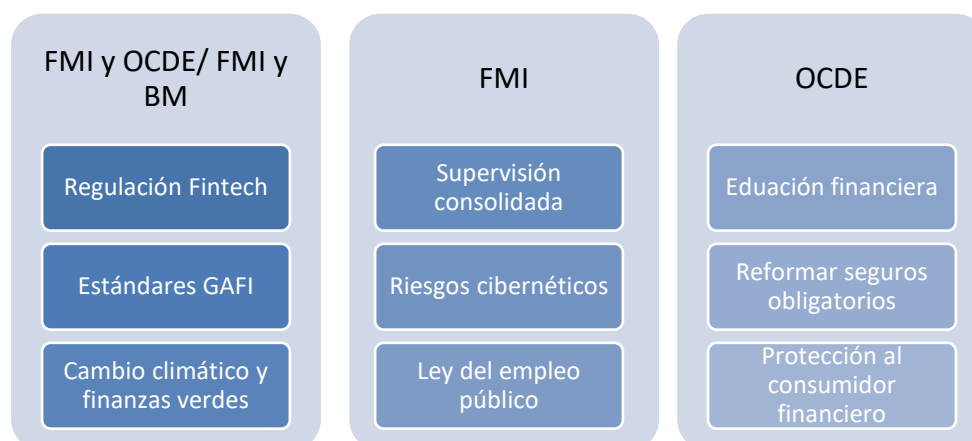 FMI y OCDE/ FMI y
BM
Regulación Fintech
Estándares GAFI
Cambio climático y
finanzas verdes
FMI
Supervisión
consolidada
Riesgos cibernéticos
Ley del empleo
público
OCDE
Eduación financiera
Reformar seguros
obligatorios
Protección al
consumidor
financiero